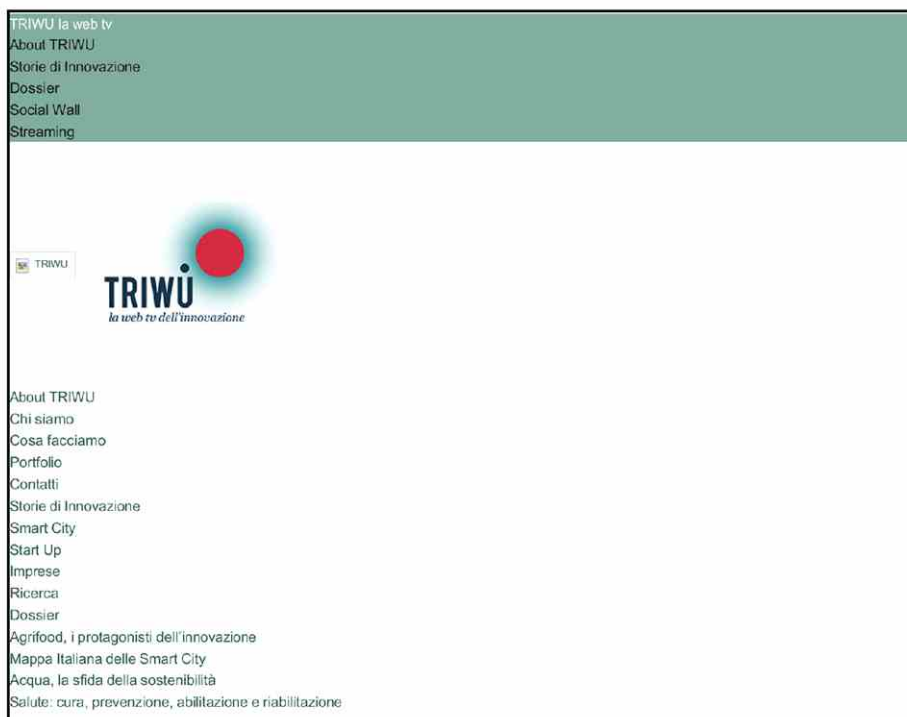 TRIWU la web tv
About TRIWU
Storie di Innovazione
Dossier
Social Wall
Streaming
TRIWU
TRIWÙ
la web tv dell'innovazione
About TRIWU
Chi siamo
Cosa facciamo
Portfolio
Contatti
Storie di Innovazione
Smart City
Start Up
Imprese
Ricerca
Dossier
Agrifood, i protagonisti dell'innovazione
Mappa Italiana delle Smart City
Acqua, la sfida della sostenibilità
Salute: cura, prevenzione, abilitazione e riabilitazione